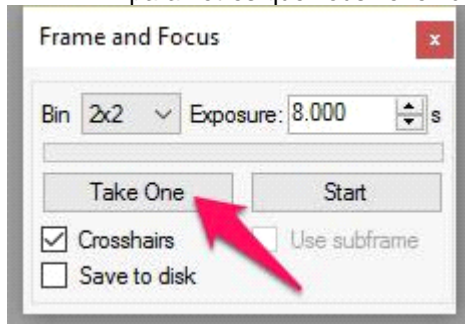 Frame and Focus x
Bin 2x2 Exposure: 8.000 s
Take One Start
Crosshairs Use subframe
Save to disk